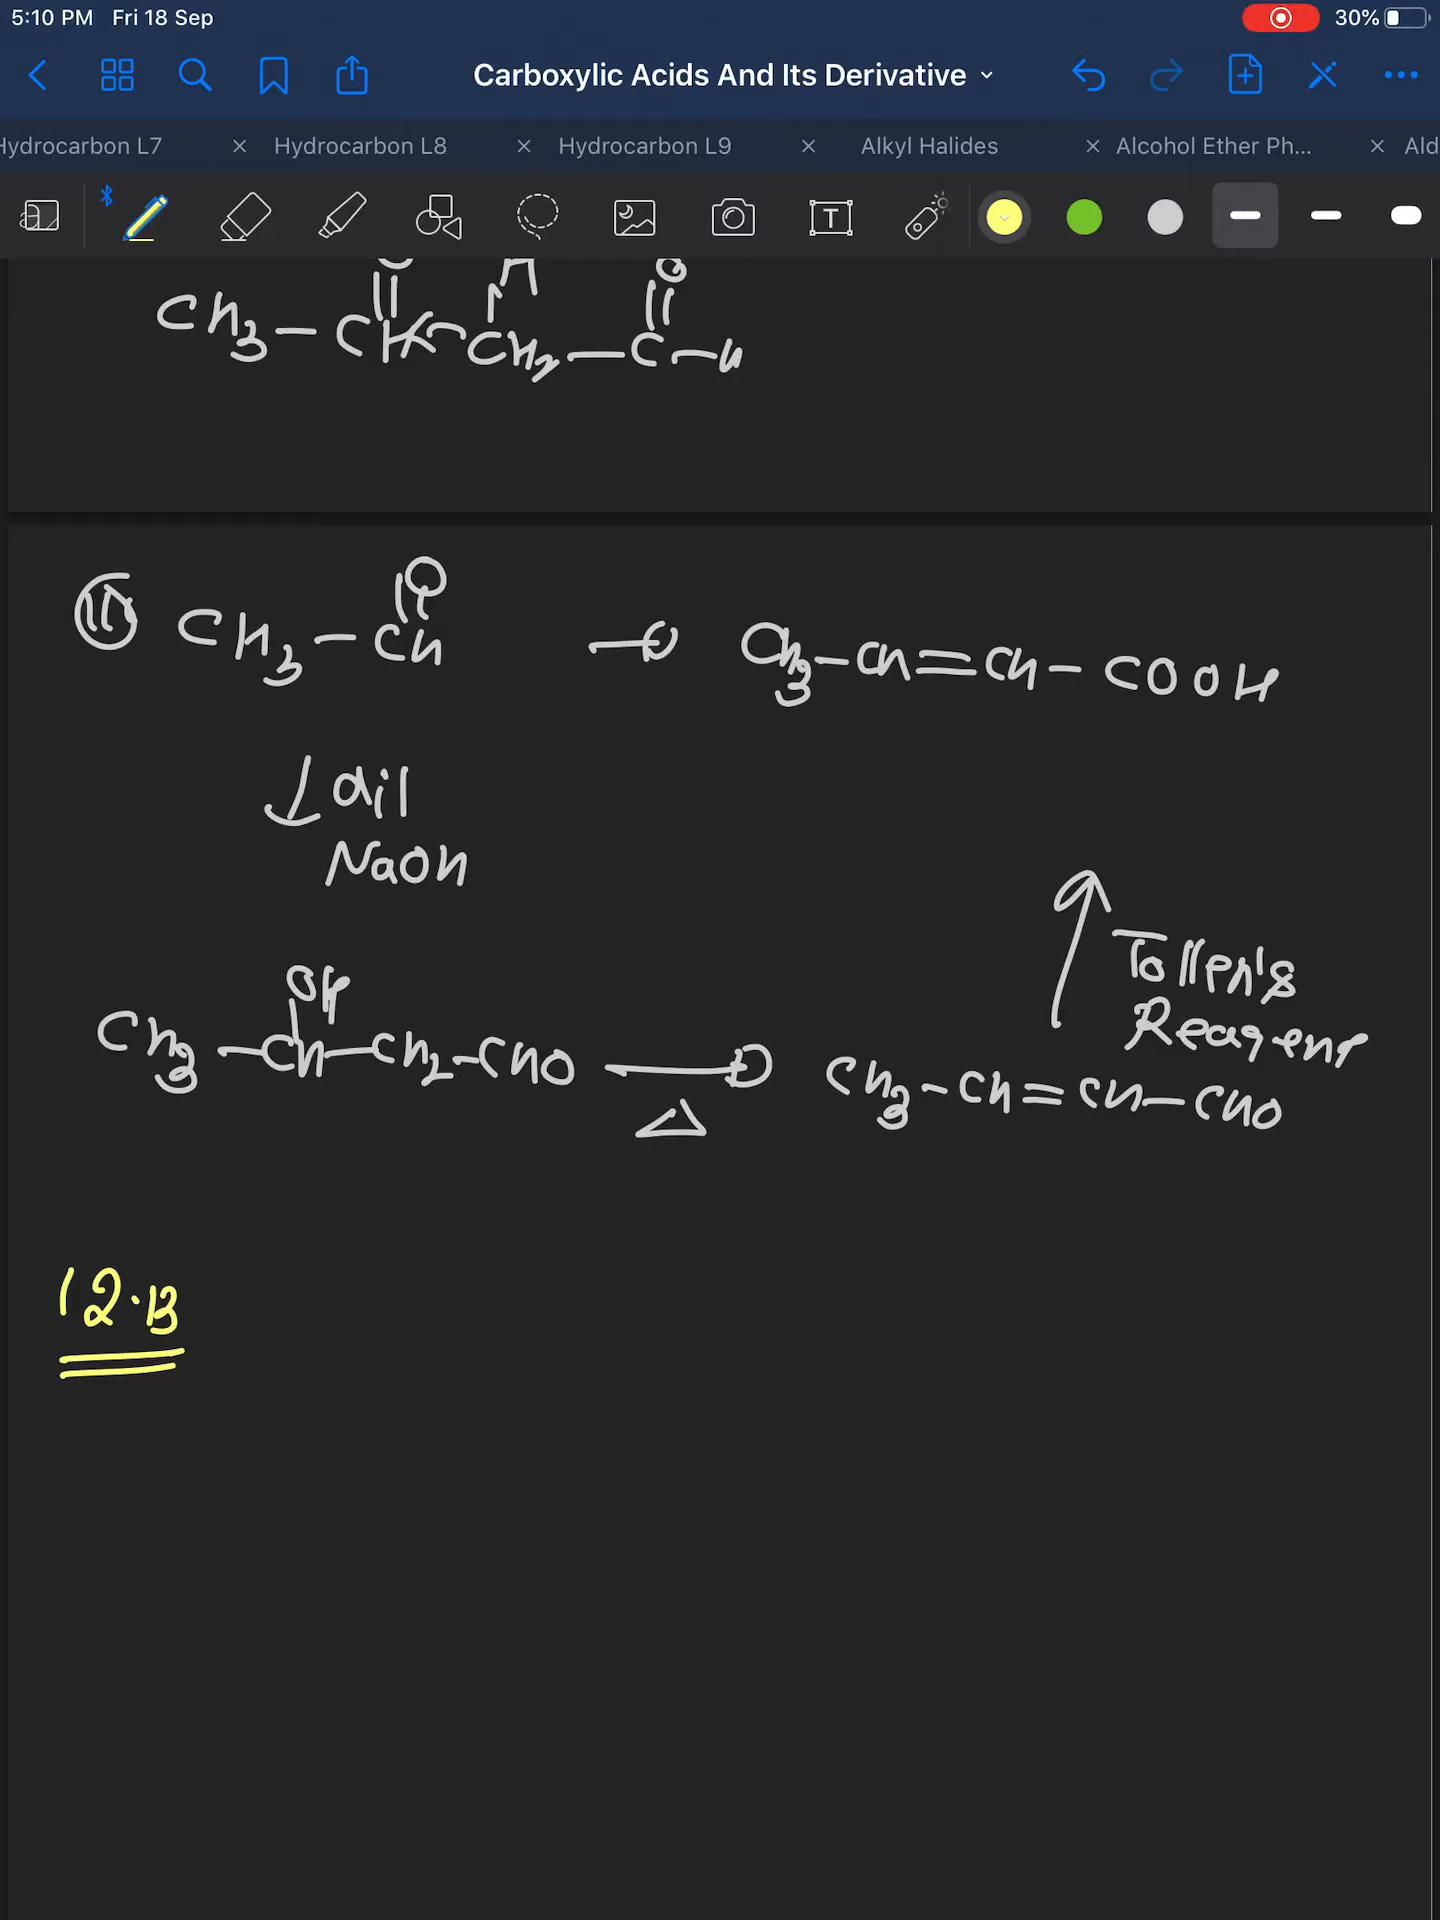 5:10 PM Fri 18 Sep 30%
Carboxylic Acids And Its Derivative
Hydrocarbon L7 × Hydrocarbon L8 × Hydrocarbon L9 × Alkyl Halides × Alcohol Ether Ph... × Ald
T
O H O
CH3 - CH CH2 - C - H
11 CH3 - CH → CH3 - CH = CH - COOH
O
↓ dil
NaOH
Tollen's
Reagent
OH
CH3 - CH - CH2 - CHO → CH3 - CH = CH - CHO
Δ
12.B